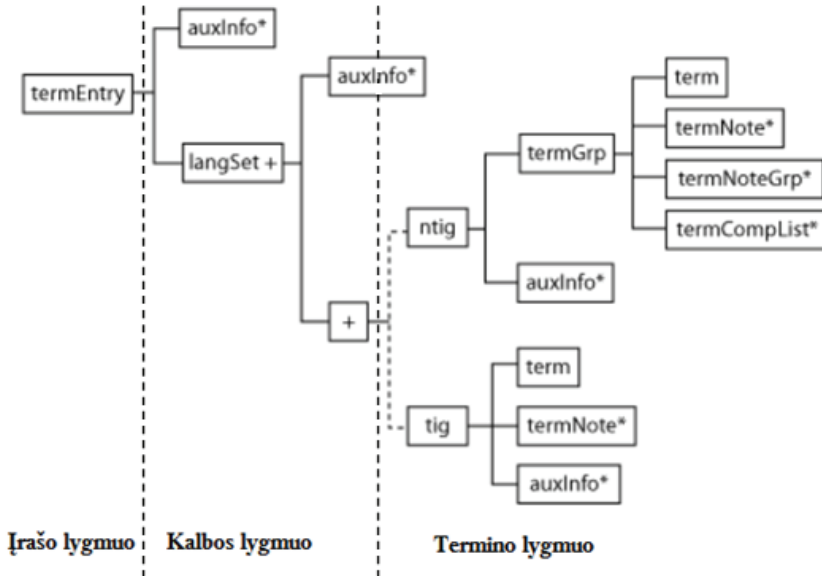 auxInfo*
auxInfo*
termEntry
term
termNote*
langSet +
termGrp
termNoteGrp*
termCompList*
ntig
auxInfo*
+
term
tig
termNote*
auxInfo*
Įrašo lygmuo
Kalbos lygmuo
Termino lygmuo